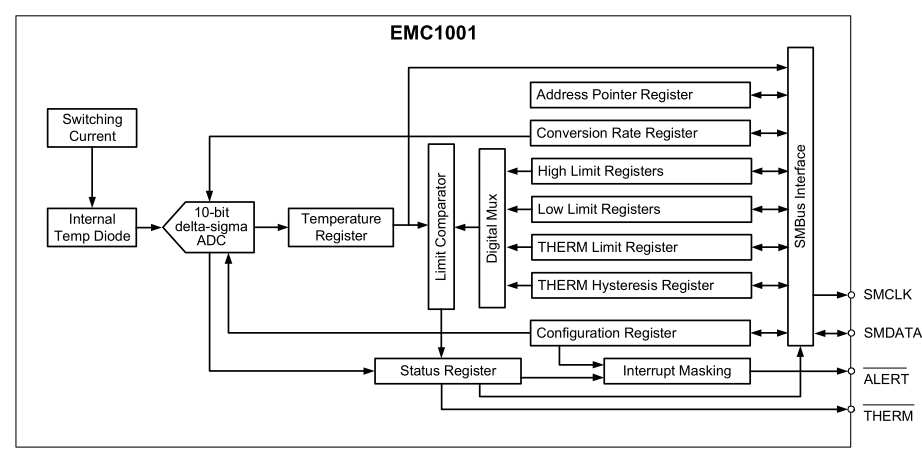 EMC1001
Switching
Current
Internal
Temp Diode
10-bit
delta-sigma
ADC
Temperature
Register
Limit Comparator
Digital Mux
Address Pointer Register
Conversion Rate Register
High Limit Registers
Low Limit Registers
THERM Limit Register
THERM Hysteresis Register
Configuration Register
Status Register
Interrupt Masking
SMBus Interface
SMCLK
SMDATA
ALERT
THERM